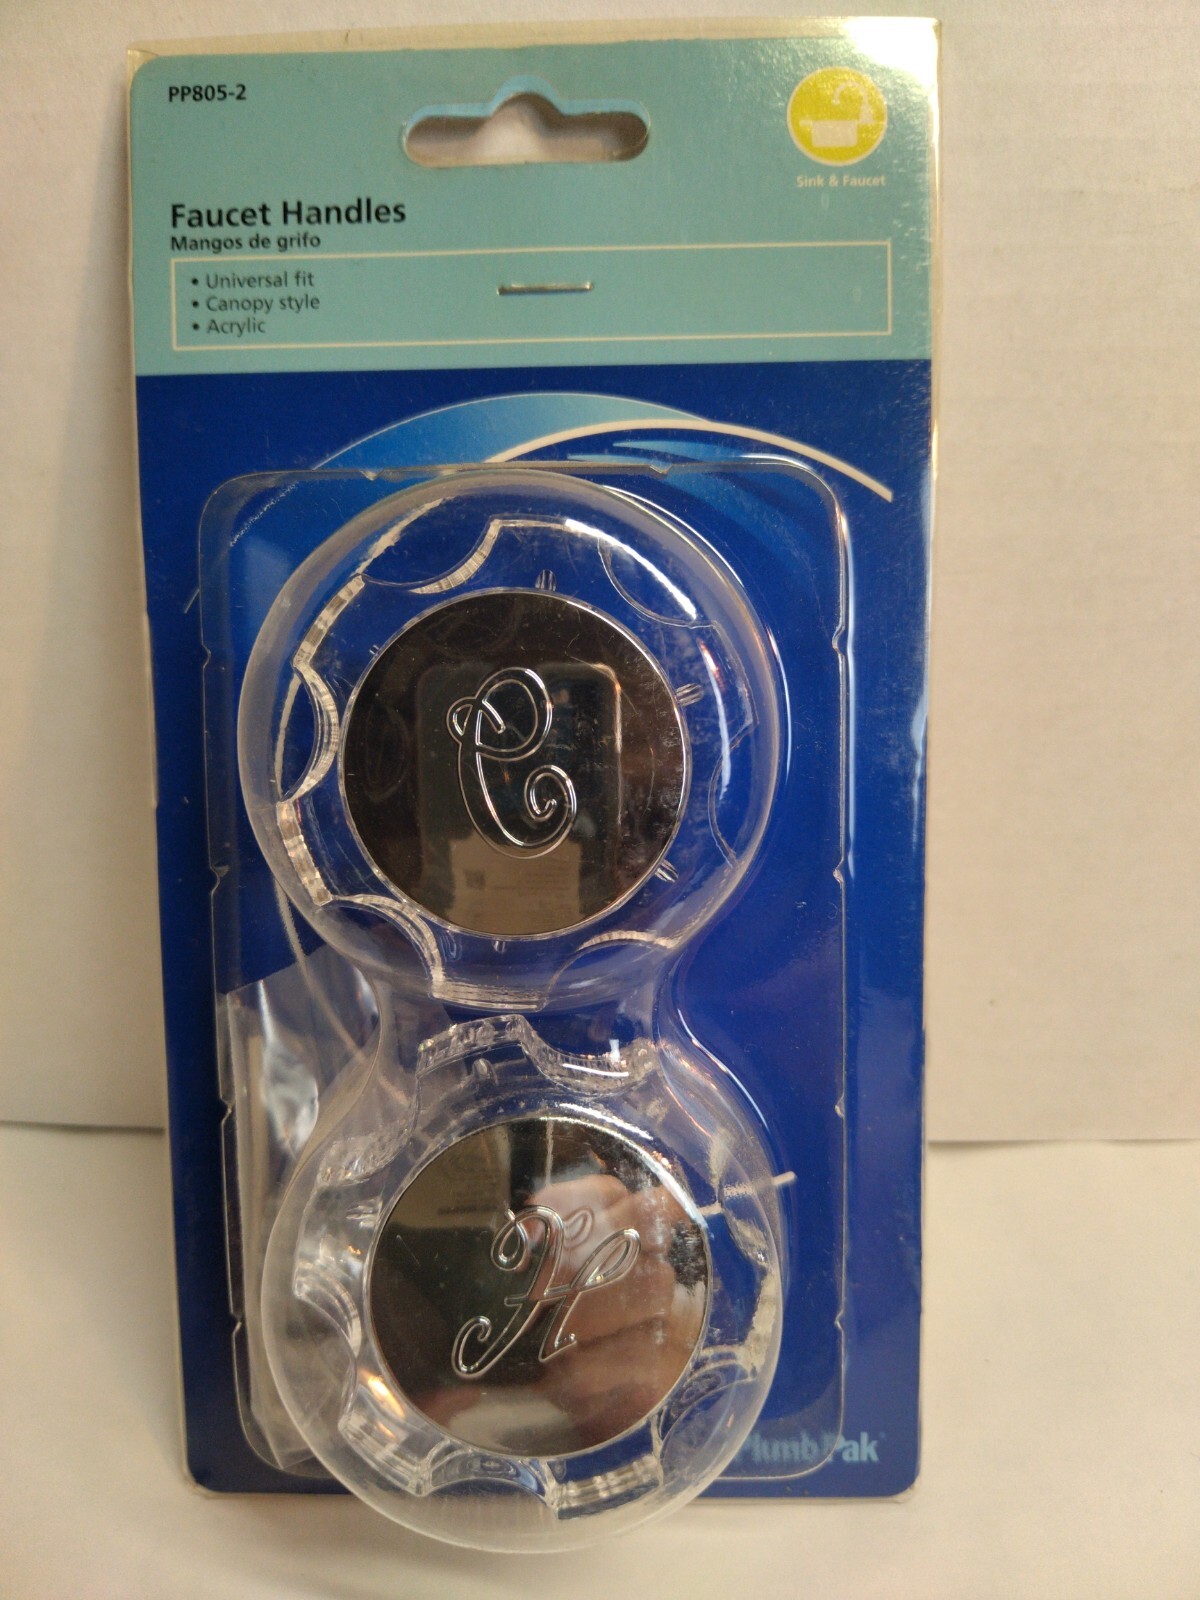 PP805-2
Sink & Faucet
Faucet Handles
Mangos de grifo
• Universal fit
• Canopy style
• Acrylic
C
H
PlumbPak